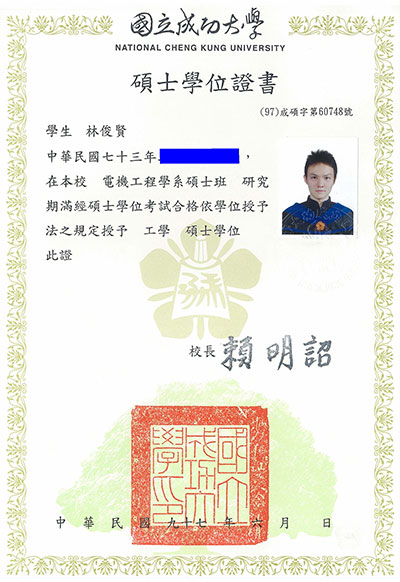 國立成功大學
NATIONAL CHENG KUNG UNIVERSITY
碩士學位證書
(97)成碩字第60748號
學生 林俊賢
中華民國七十三年
，
在本校 電機工程學系碩士班 研究
期滿經碩士學位考試合格依學位授予
法之規定授予 工學 碩士學位
此證
校長 賴明詔
國立成功大學印
中華民國九十七年六月 日